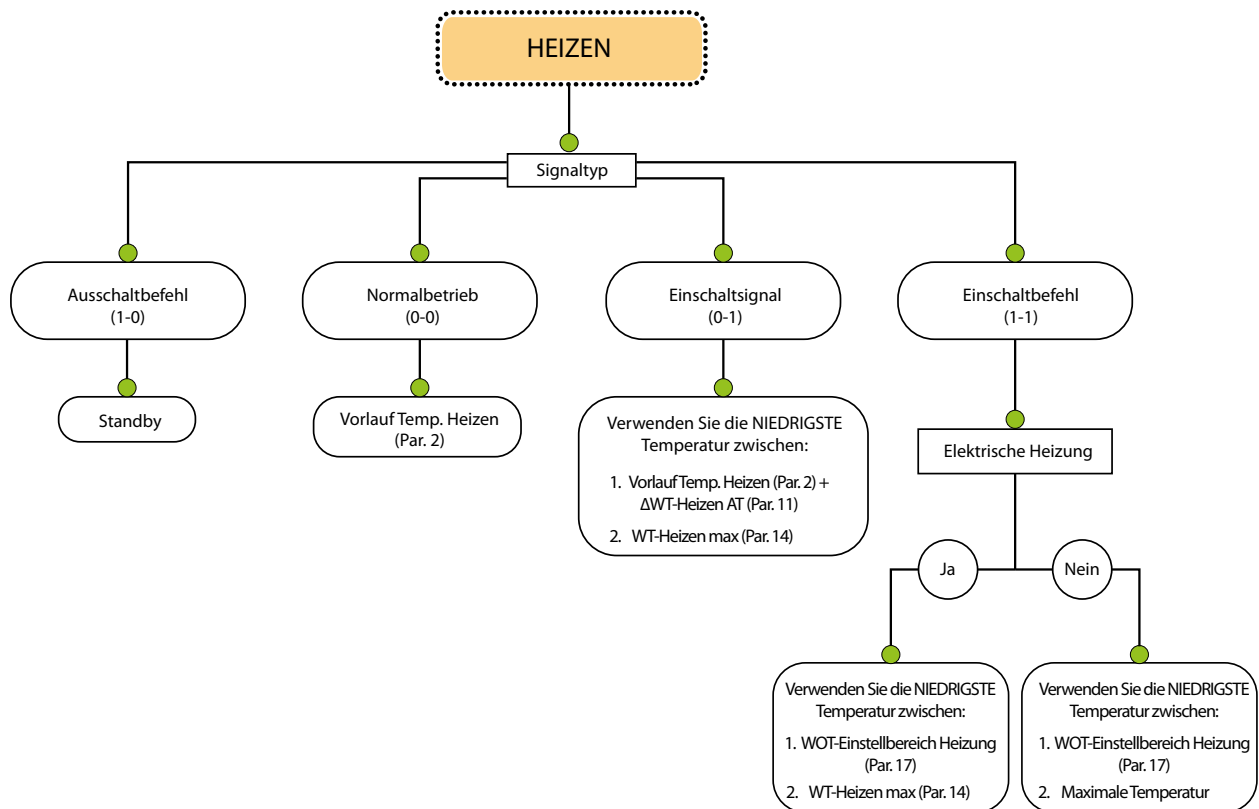 HEIZEN
Signaltyp
Ausschaltbefehl
(1-0)
Normalbetrieb
(0-0)
Einschaltsignal
(0-1)
Einschaltbefehl
(1-1)
Standby
Vorlauf Temp. Heizen
(Par. 2)
Verwenden Sie die NIEDRIGSTE
Temperatur zwischen:
1. Vorlauf Temp. Heizen (Par. 2) +
ΔWT-Heizen AT (Par. 11)
2. WT-Heizen max (Par. 14)
Elektrische Heizung
Ja
Nein
Verwenden Sie die NIEDRIGSTE
Temperatur zwischen:
1. WOT-Einstellbereich Heizung
(Par. 17)
2. WT-Heizen max (Par. 14)
Verwenden Sie die NIEDRIGSTE
Temperatur zwischen:
1. WOT-Einstellbereich Heizung
(Par. 17)
2. Maximale Temperatur